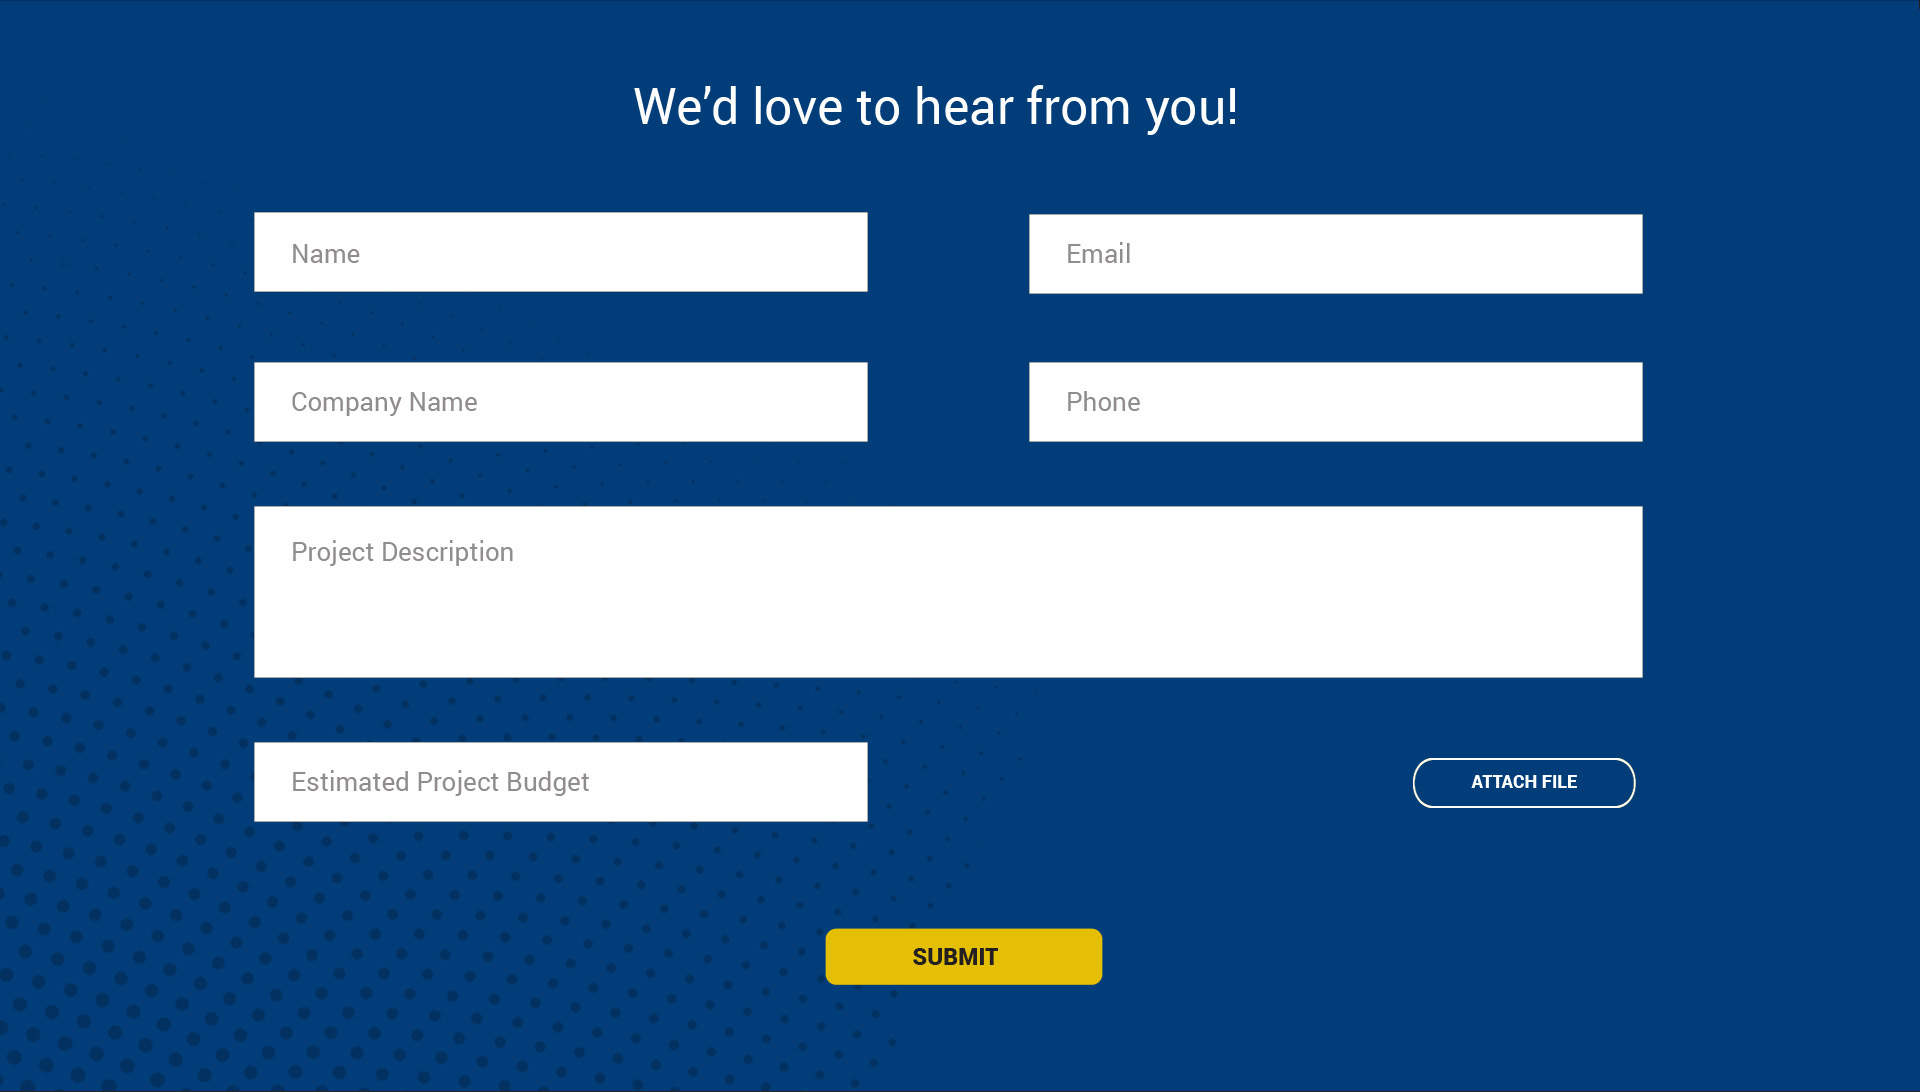 We’d love to hear from you!
Name
Email
Company Name
Phone
Project Description
Estimated Project Budget
ATTACH FILE
SUBMIT